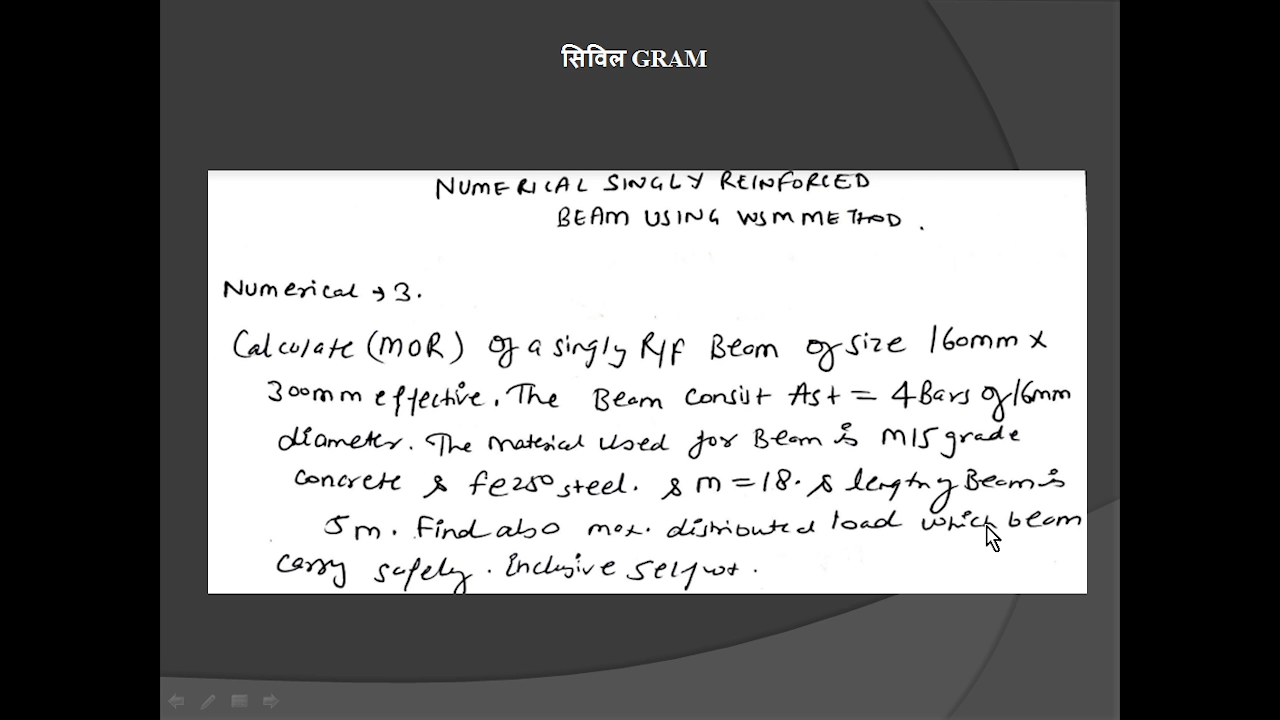 सिविल GRAM
NUMERICAL SINGLY REINFORCED
BEAM USING WSM METHOD.
Numerical → 3.
Calculate (MOR) of a singly R/F Beam of size 160mm x
300mm effective. The Beam consist Ast = 4 Bars of 16mm
diameter. The material used for Beam is M15 grade
concrete & fe250 steel. & m = 18. & length of Beam is
5m. Find also max. distributed load which beam
carry safely. Inclusive self wt.